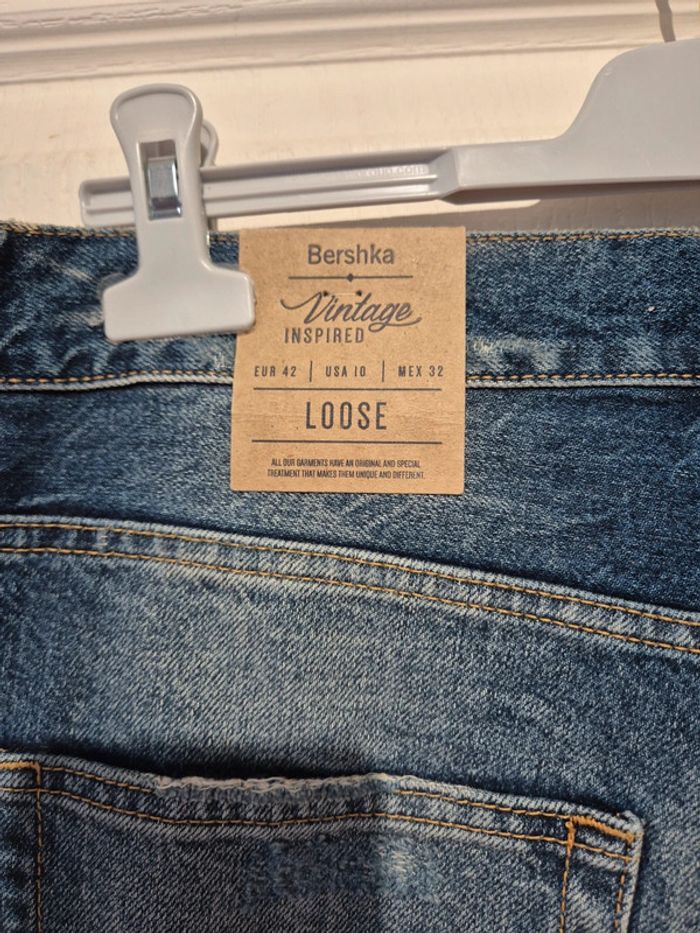 Bershka
Vintage
INSPIRED
EUR 42 | USA 10 | MEX 32
LOOSE
ALL OUR GARMENTS HAVE AN ORIGINAL AND SPECIAL
TREATMENT THAT MAKES THEM UNIQUE AND DIFFERENT.